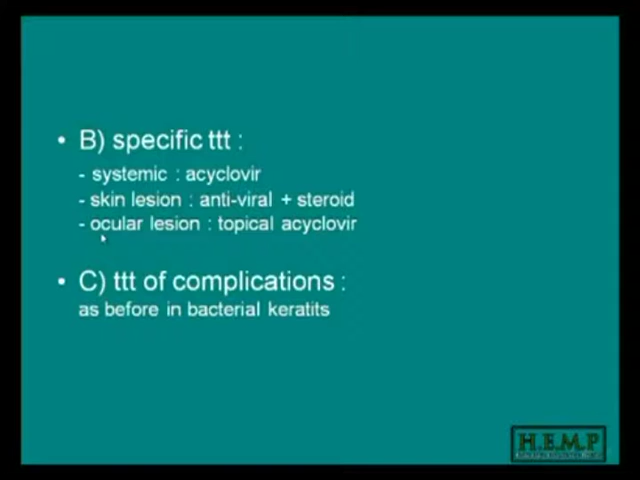 • B) specific ttt :
- systemic : acyclovir
- skin lesion : anti-viral + steroid
- ocular lesion : topical acyclovir
• C) ttt of complications :
as before in bacterial keratits
H.E.M.P